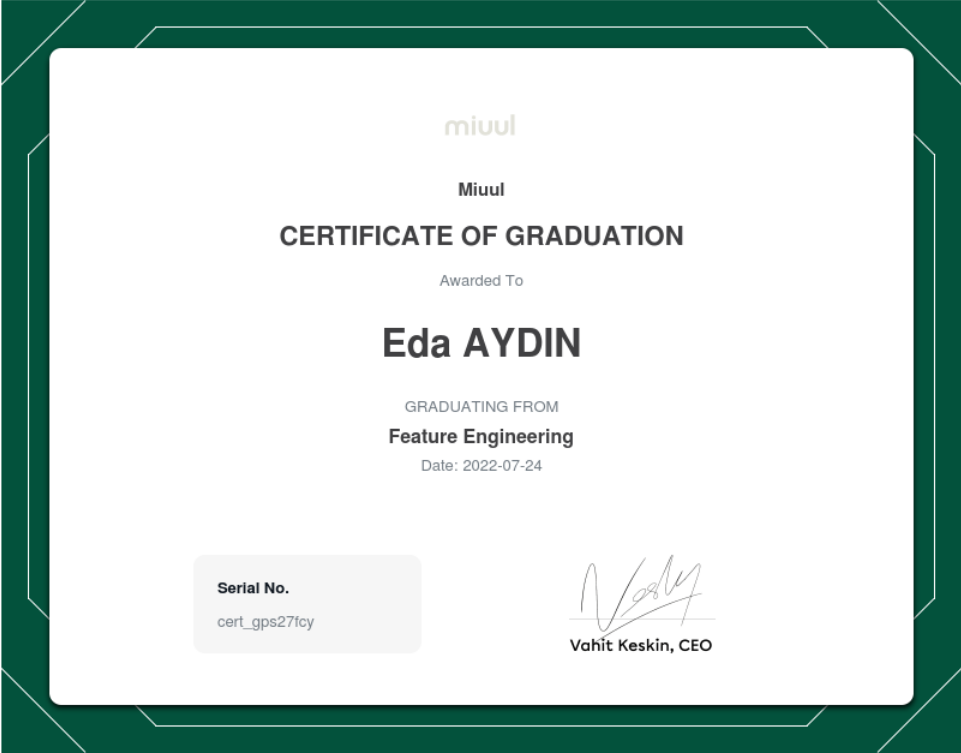 miuul
Miuul
CERTIFICATE OF GRADUATION
Awarded To
Eda AYDIN
GRADUATING FROM
Feature Engineering
Date: 2022-07-24
Serial No.
cert_gps27fcy
Vahit Keskin, CEO